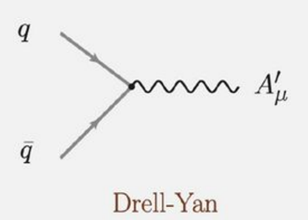 q
A′μ
q̄
Drell-Yan